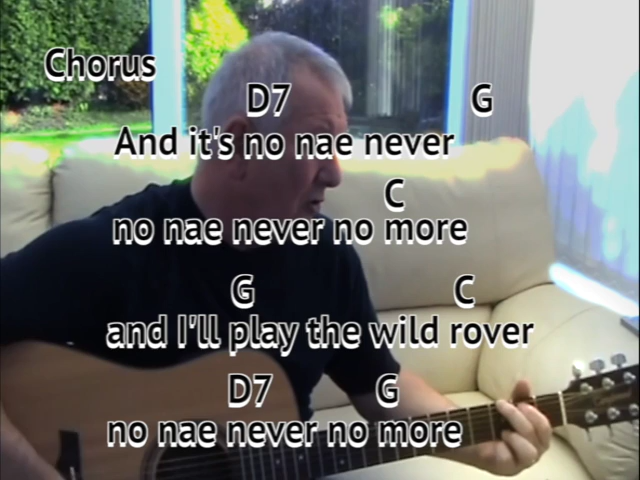 Chorus
D7 G
And it's no nae never
C
no nae never no more
G C
and I'll play the wild rover
D7 G
no nae never no more